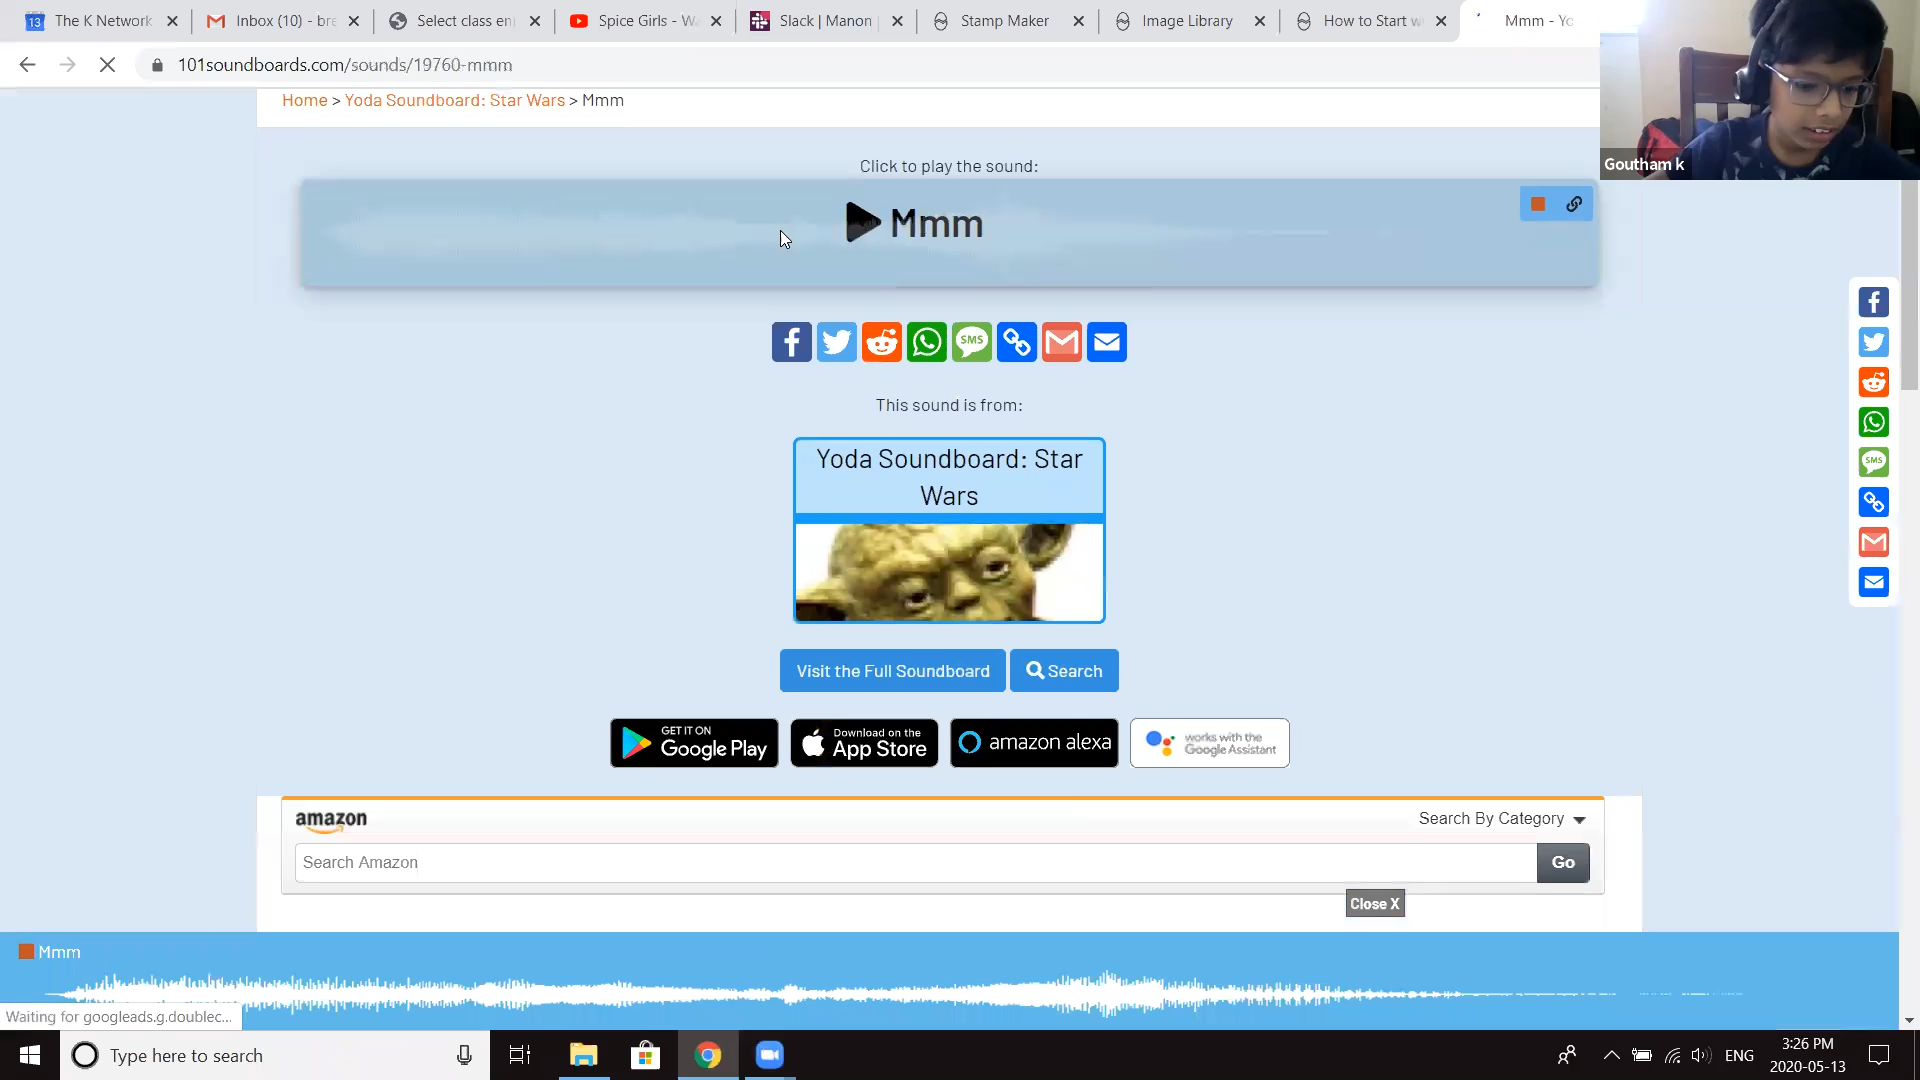 13 The K Network
Inbox (10) - bre
Select class en
Spice Girls - Wa
Slack | Manon
Stamp Maker
Image Library
How to Start w
Mmm - Yo
101soundboards.com/sounds/19760-mmm
Home > Yoda Soundboard: Star Wars > Mmm
Goutham k
Click to play the sound:
Mmm
SMS
This sound is from:
Yoda Soundboard: Star
Wars
Visit the Full Soundboard
Search
GET IT ON
Google Play
Download on the
App Store
amazon alexa
works with the
Google Assistant
SMS
amazon
Search By Category
Search Amazon
Go
Close X
Mmm
Waiting for googleads.g.doublec...
Type here to search
ENG
3:26 PM
2020-05-13